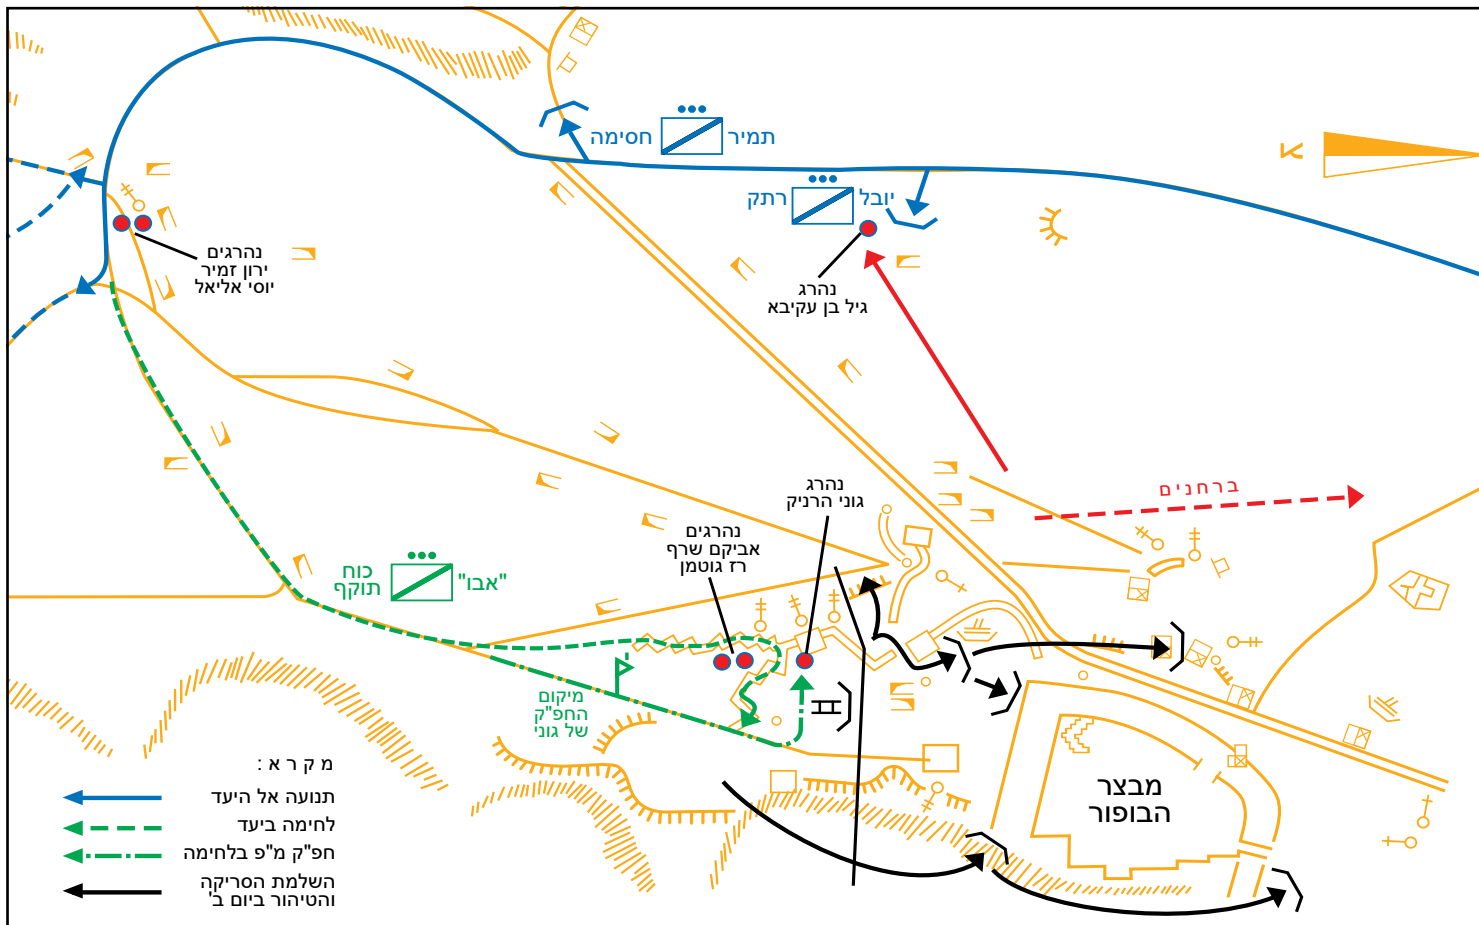 תמיר
חסימה
יובל
רתק
א
נהרגים
ירון זמיר
יוסי אליאל
נהרג
גיל בן עקיבא
ברחנים
נהרג
גוני הרניק
נהרגים
אביקם שרף
רז גוטמן
"אבו"
כוח
תוקף
מיקום
החפ"ק
של גוני
מבצר
הבופור
מ ק ר א :
תנועה אל היעד
לחימה ביעד
חפ"ק מ"פ בלחימה
השלמת הסריקה
והטיהור ביום ב'